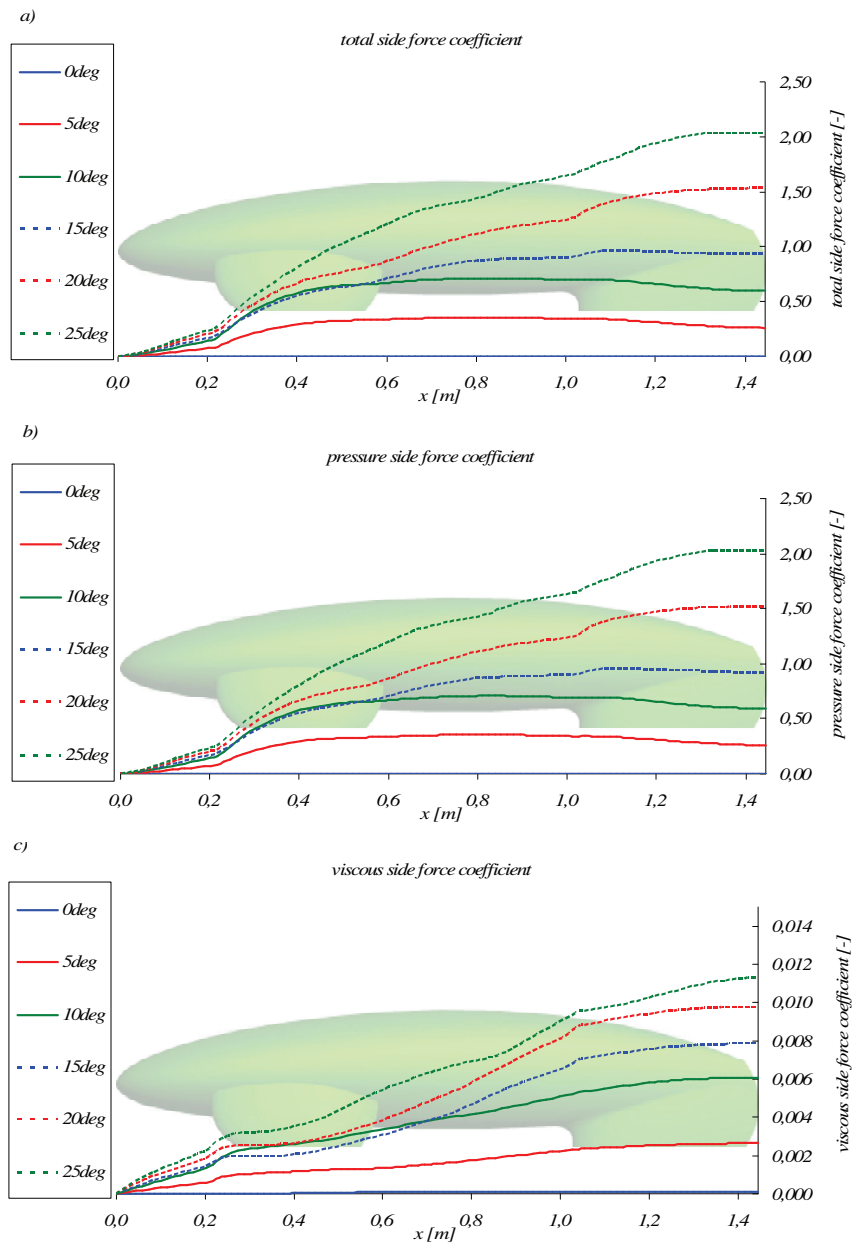 a)
total side force coefficient
0deg
5deg
10deg
15deg
20deg
25deg
2,50
2,00
1,50
1,00
0,50
0,00
total side force coefficient [-]
0,0 0,2 0,4 0,6 0,8 1,0 1,2 1,4
x [m]
b)
pressure side force coefficient
0deg
5deg
10deg
15deg
20deg
25deg
2,50
2,00
1,50
1,00
0,50
0,00
pressure side force coefficient [-]
0,0 0,2 0,4 0,6 0,8 1,0 1,2 1,4
x [m]
c)
viscous side force coefficient
0deg
5deg
10deg
15deg
20deg
25deg
0,014
0,012
0,010
0,008
0,006
0,004
0,002
0,000
viscous side force coefficient [-]
0,0 0,2 0,4 0,6 0,8 1,0 1,2 1,4
x [m]